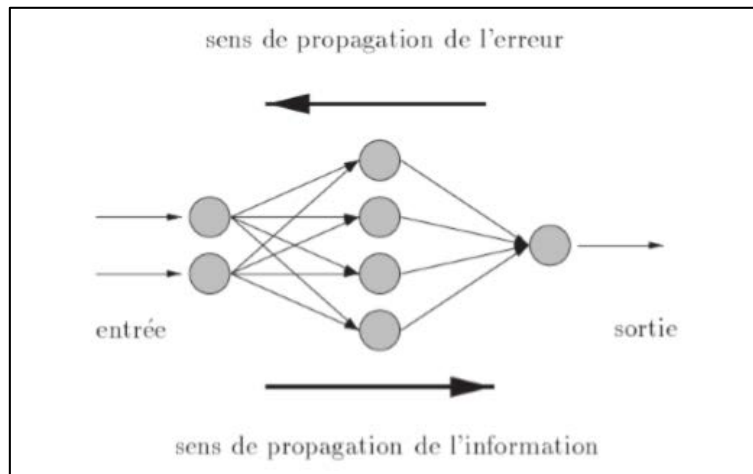 sens de propagation de l'erreur
entrée
sortie
sens de propagation de l'information